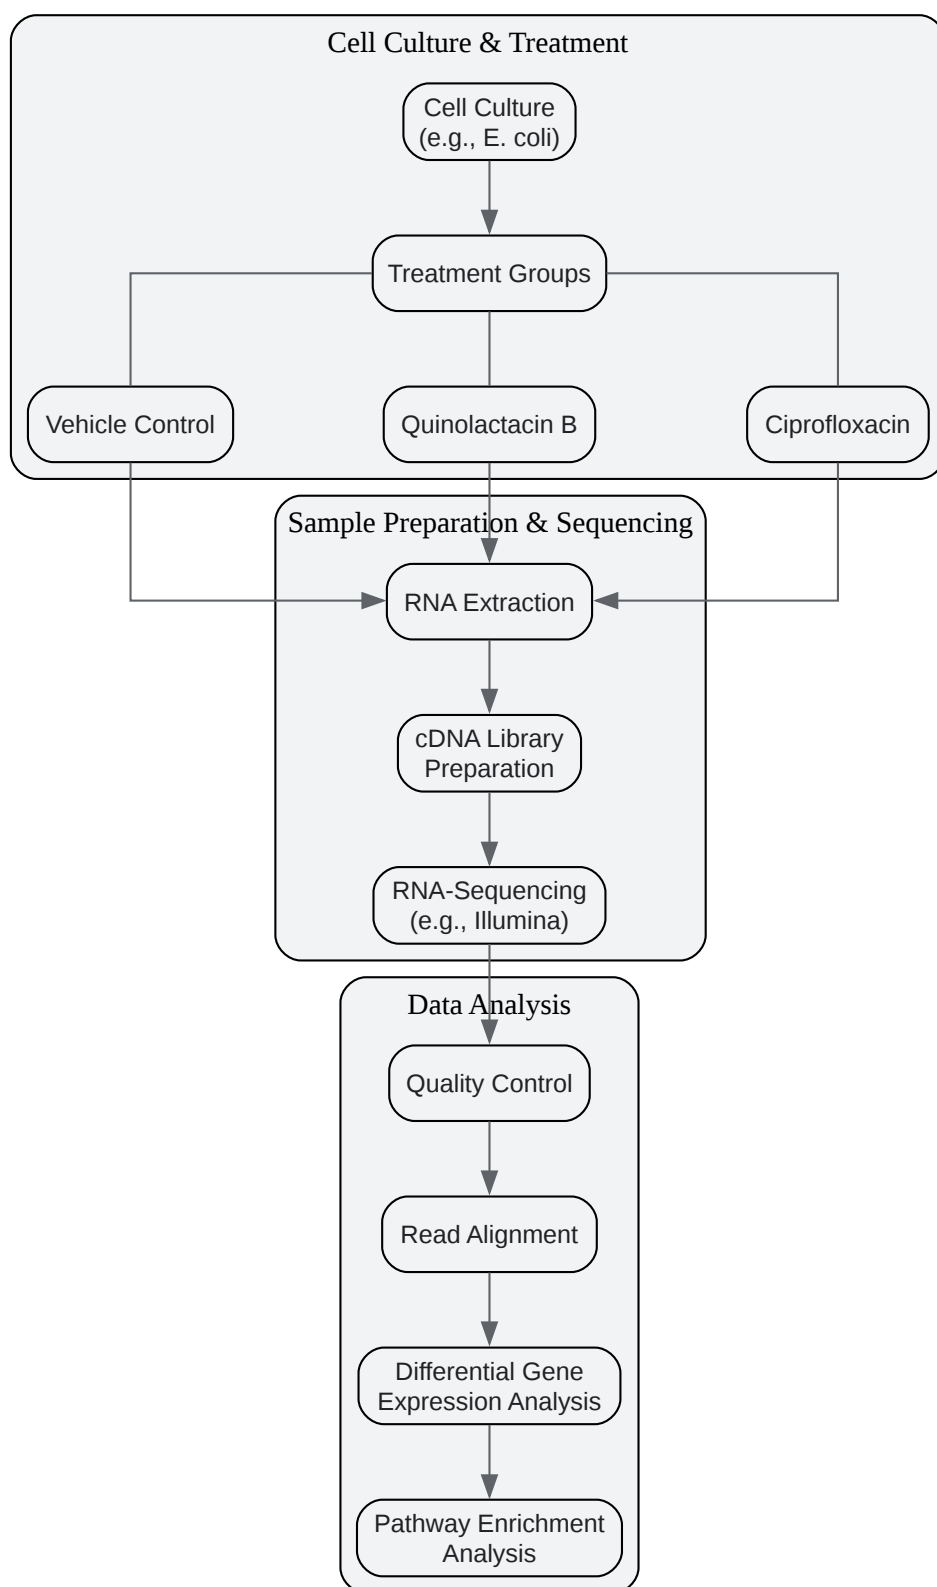 Cell Culture & Treatment
Cell Culture
(e.g., E. coli)
Treatment Groups
Vehicle Control
Quinolactacin B
Ciprofloxacin
Sample Preparation & Sequencing
RNA Extraction
cDNA Library
Preparation
RNA-Sequencing
(e.g., Illumina)
Data Analysis
Quality Control
Read Alignment
Differential Gene
Expression Analysis
Pathway Enrichment
Analysis